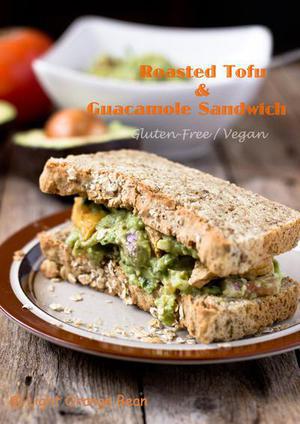 Roasted Tofu
&
Guacamole Sandwich
Gluten-Free / Vegan
@ Light Orange Bean